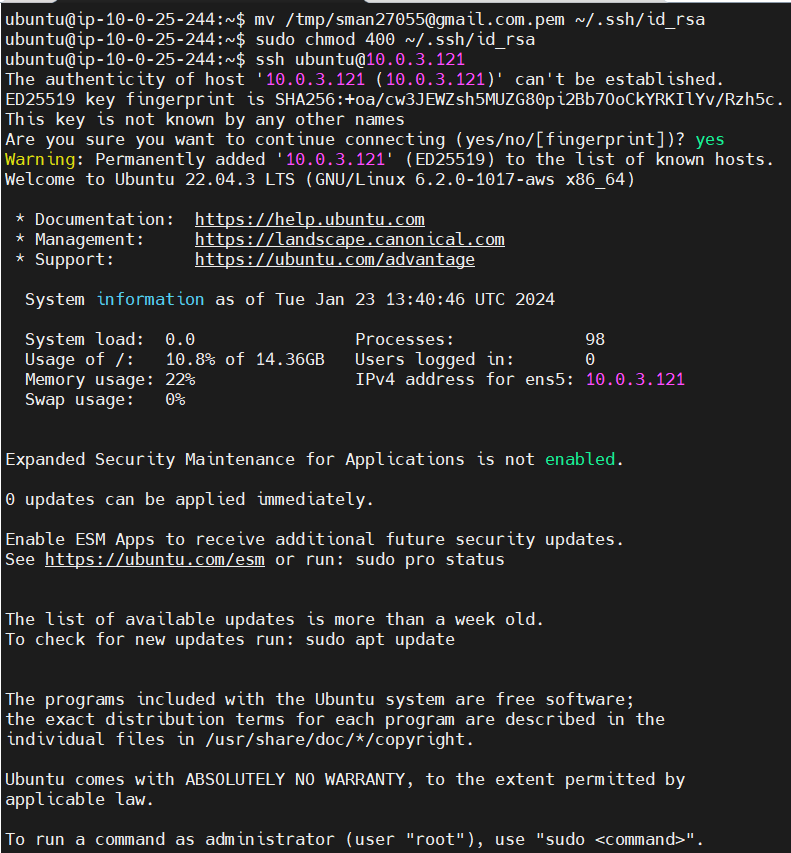 ubuntu@ip-10-0-25-244:~$ mv /tmp/sman27055@gmail.com.pem ~/.ssh/id_rsa
ubuntu@ip-10-0-25-244:~$ sudo chmod 400 ~/.ssh/id_rsa
ubuntu@ip-10-0-25-244:~$ ssh ubuntu@10.0.3.121
The authenticity of host '10.0.3.121 (10.0.3.121)' can't be established.
ED25519 key fingerprint is SHA256:+oa/cw3JEWZsh5MUZG80pi2Bb7OoCkYRKIlYv/Rzh5c.
This key is not known by any other names
Are you sure you want to continue connecting (yes/no/[fingerprint])? yes
Warning: Permanently added '10.0.3.121' (ED25519) to the list of known hosts.
Welcome to Ubuntu 22.04.3 LTS (GNU/Linux 6.2.0-1017-aws x86_64)
* Documentation:  https://help.ubuntu.com
* Management:     https://landscape.canonical.com
* Support:        https://ubuntu.com/advantage
System information as of Tue Jan 23 13:40:46 UTC 2024
System load:  0.0                Processes:             98
Usage of /:   10.8% of 14.36GB   Users logged in:       0
Memory usage: 22%                IPv4 address for ens5: 10.0.3.121
Swap usage:   0%
Expanded Security Maintenance for Applications is not enabled.
0 updates can be applied immediately.
Enable ESM Apps to receive additional future security updates.
See https://ubuntu.com/esm or run: sudo pro status
The list of available updates is more than a week old.
To check for new updates run: sudo apt update
The programs included with the Ubuntu system are free software;
the exact distribution terms for each program are described in the
individual files in /usr/share/doc/*/copyright.
Ubuntu comes with ABSOLUTELY NO WARRANTY, to the extent permitted by
applicable law.
To run a command as administrator (user "root"), use "sudo <command>".